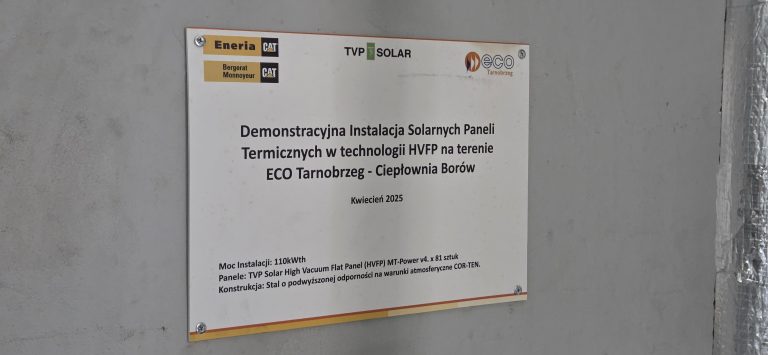 Eneria CAT
Bergerat
Monnoyeur CAT
TVP SOLAR
eco
Tarnobrzeg
Demonstracyjna Instalacja Solarnych Paneli
Termicznych w technologii HVFP na terenie
ECO Tarnobrzeg - Ciepłownia Borów
Kwiecień 2025
Moc Instalacji: 110kWth
Panele: TVP Solar High Vacuum Flat Panel (HVFP) MT-Power v4. x 81 sztuk
Konstrukcja: Stal o podwyższonej odporności na warunki atmosferyczne COR-TEN.